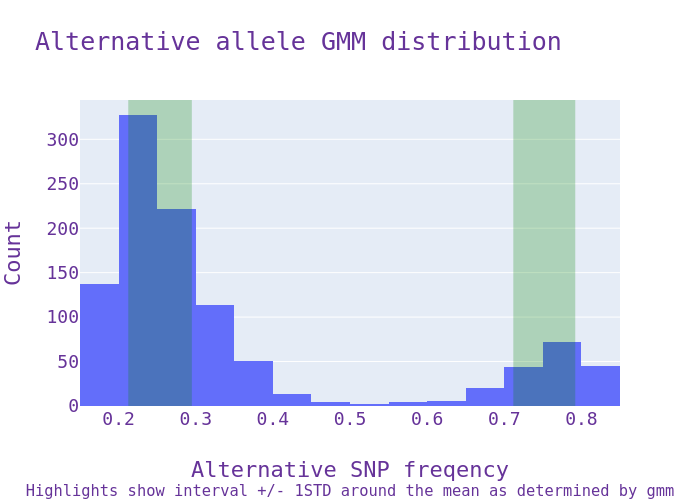 Alternative allele GMM distribution
300
250
200
150
100
50
0
Count
0.2 0.3 0.4 0.5 0.6 0.7 0.8
Alternative SNP freqency
Highlights show interval +/- 1STD around the mean as determined by gmm